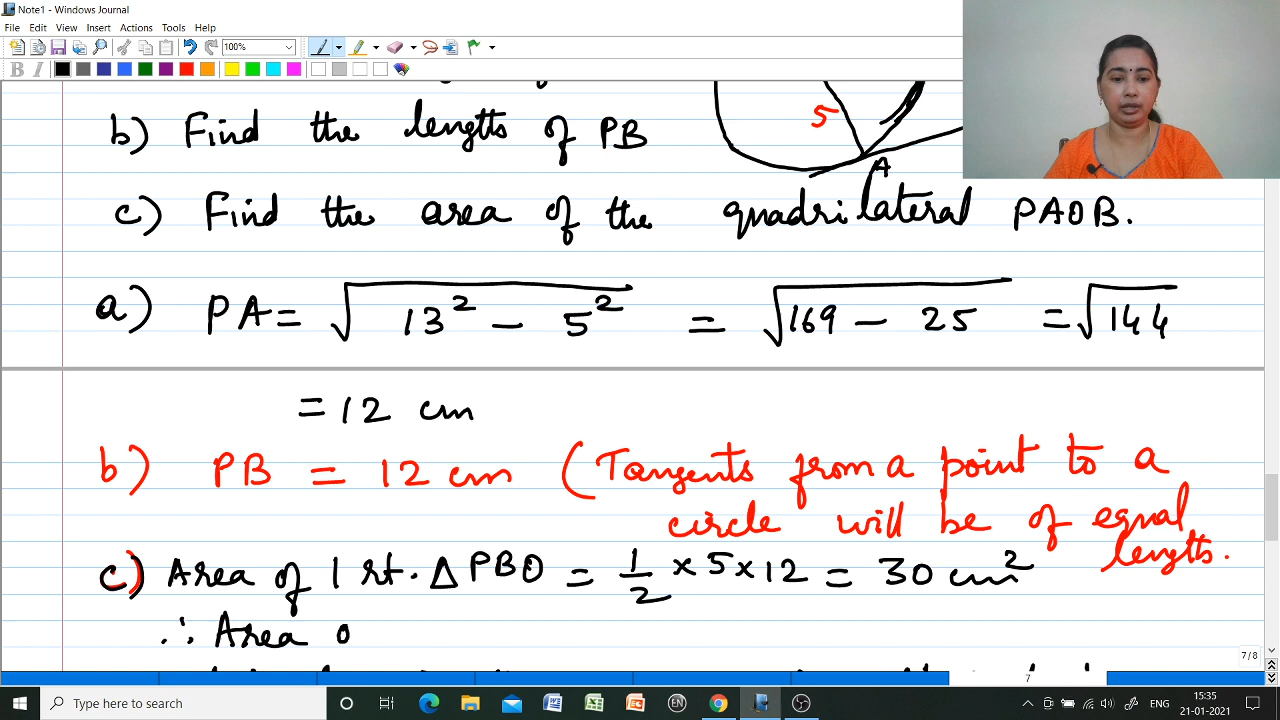 Note1 - Windows Journal
File Edit View Insert Actions Tools Help
100%
B I
5
A
b) Find the lengths of PB
c) Find the area of the quadrilateral PAOB.
a) PA = √13² - 5² = √169 - 25 = √144
= 12 cm
b) PB = 12 cm (Tangents from a point to a
circle will be of equal
lengths.
c) Area of 1 rt. Δ PBO = 1/2 × 5 × 12 = 30 cm²
∴ Area o
7/8
7
Type here to search
ENG
15:35
21-01-2021